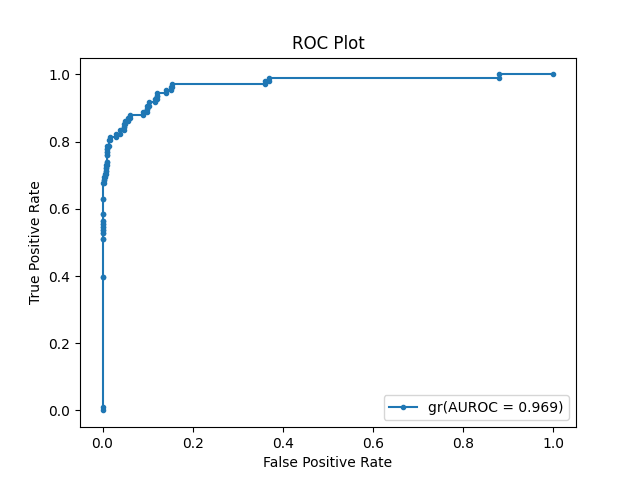 ROC Plot
1.0
0.8
0.6
0.4
0.2
0.0
True Positive Rate
gr(AUROC = 0.969)
0.0 0.2 0.4 0.6 0.8 1.0
False Positive Rate